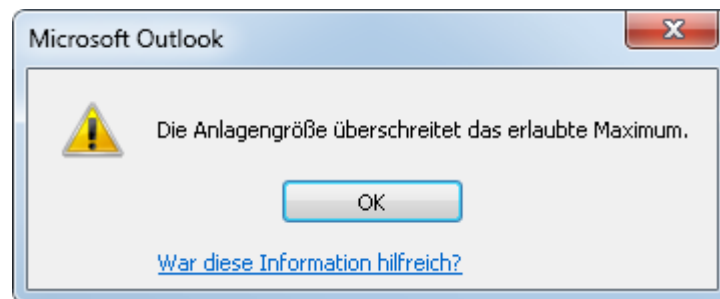 Microsoft Outlook
Die Anlagengröße überschreitet das erlaubte Maximum.
OK
War diese Information hilfreich?